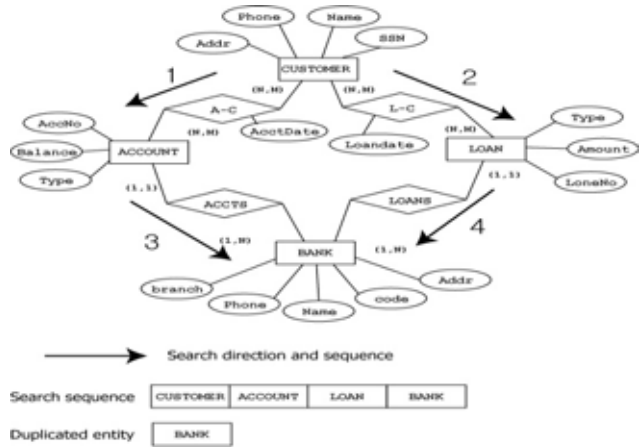 Phone
Name
Addr
SSN
CUSTOMER
1
2
(N,M)
(N,M)
A-C
L-C
AccNo
AcctDate
Loandate
Type
(N,M)
(N,M)
Balance
ACCOUNT
LOAN
Amount
Type
LoneNo
(1,1)
(1,1)
ACCTS
LOANS
3
4
(1,N)
(1,N)
BANK
branch
Addr
Phone
code
Name
Search direction and sequence
Search sequence CUSTOMER ACCOUNT LOAN BANK
Duplicated entity BANK